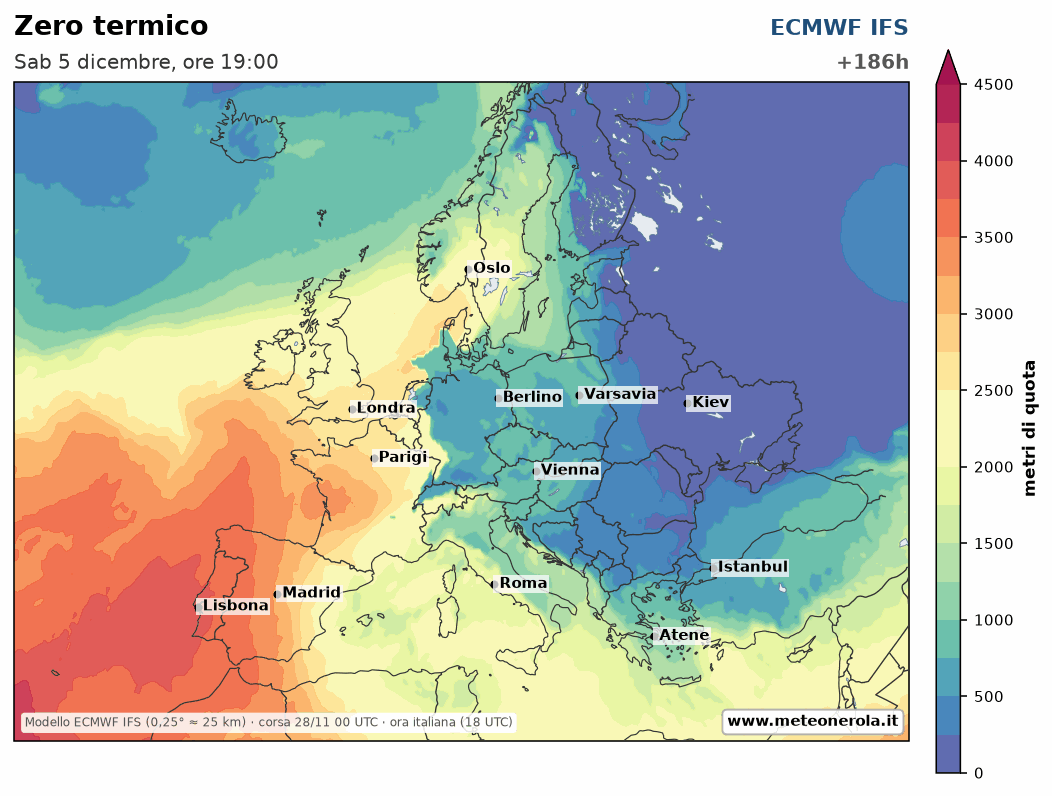 Zero termico
ECMWF IFS
Sab 5 dicembre, ore 19:00
+186h
4500
4000
3500
3000
2500
2000
1500
1000
500
0
metri di quota
Oslo
Londra
Berlino
Varsavia
Kiev
Parigi
Vienna
Istanbul
Madrid
Roma
Lisbona
Atene
Modello ECMWF IFS (0,25° ≈ 25 km) · corsa 28/11 00 UTC · ora italiana (18 UTC)
www.meteonerola.it